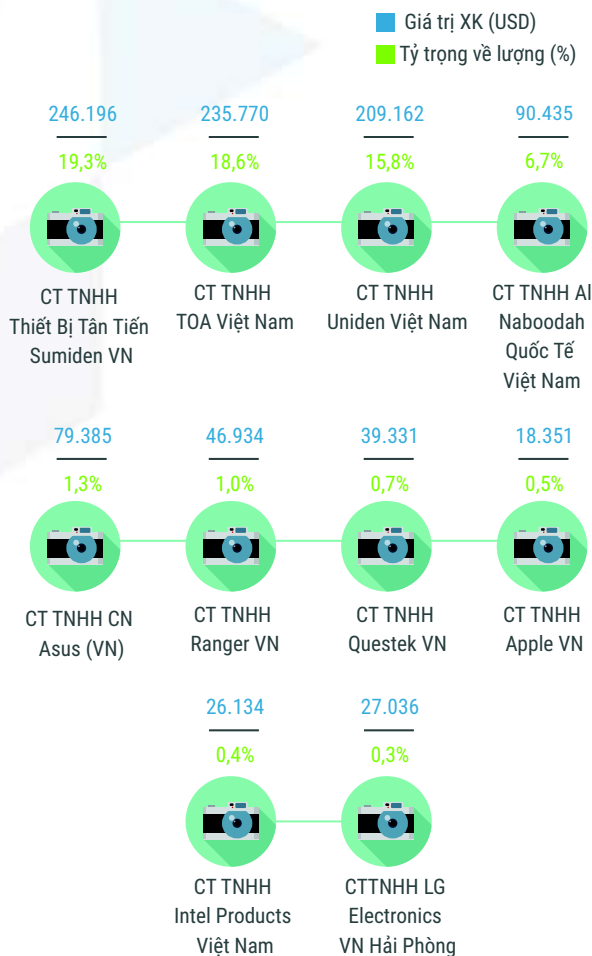 Giá trị XK (USD)
Tỷ trọng về lượng (%)
246.196
235.770
209.162
90.435
19,3%
18,6%
15,8%
6,7%
CT TNHH
Thiết Bị Tân Tiến
Sumiden VN
CT TNHH
TOA Việt Nam
CT TNHH
Uniden Việt Nam
CT TNHH Al
Naboodah
Quốc Tế
Việt Nam
79.385
46.934
39.331
18.351
1,3%
1,0%
0,7%
0,5%
CT TNHH CN
Asus (VN)
CT TNHH
Ranger VN
CT TNHH
Questek VN
CT TNHH
Apple VN
26.134
27.036
0,4%
0,3%
CT TNHH
Intel Products
Việt Nam
CTTNHH LG
Electronics
VN Hải Phòng